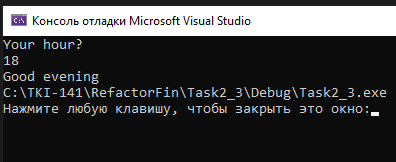 Консоль отладки Microsoft Visual Studio
Your hour?
18
Good evening
C:\TKI-141\RefactorFin\Task2_3\Debug\Task2_3.exe
Нажмите любую клавишу, чтобы закрыть это окно: